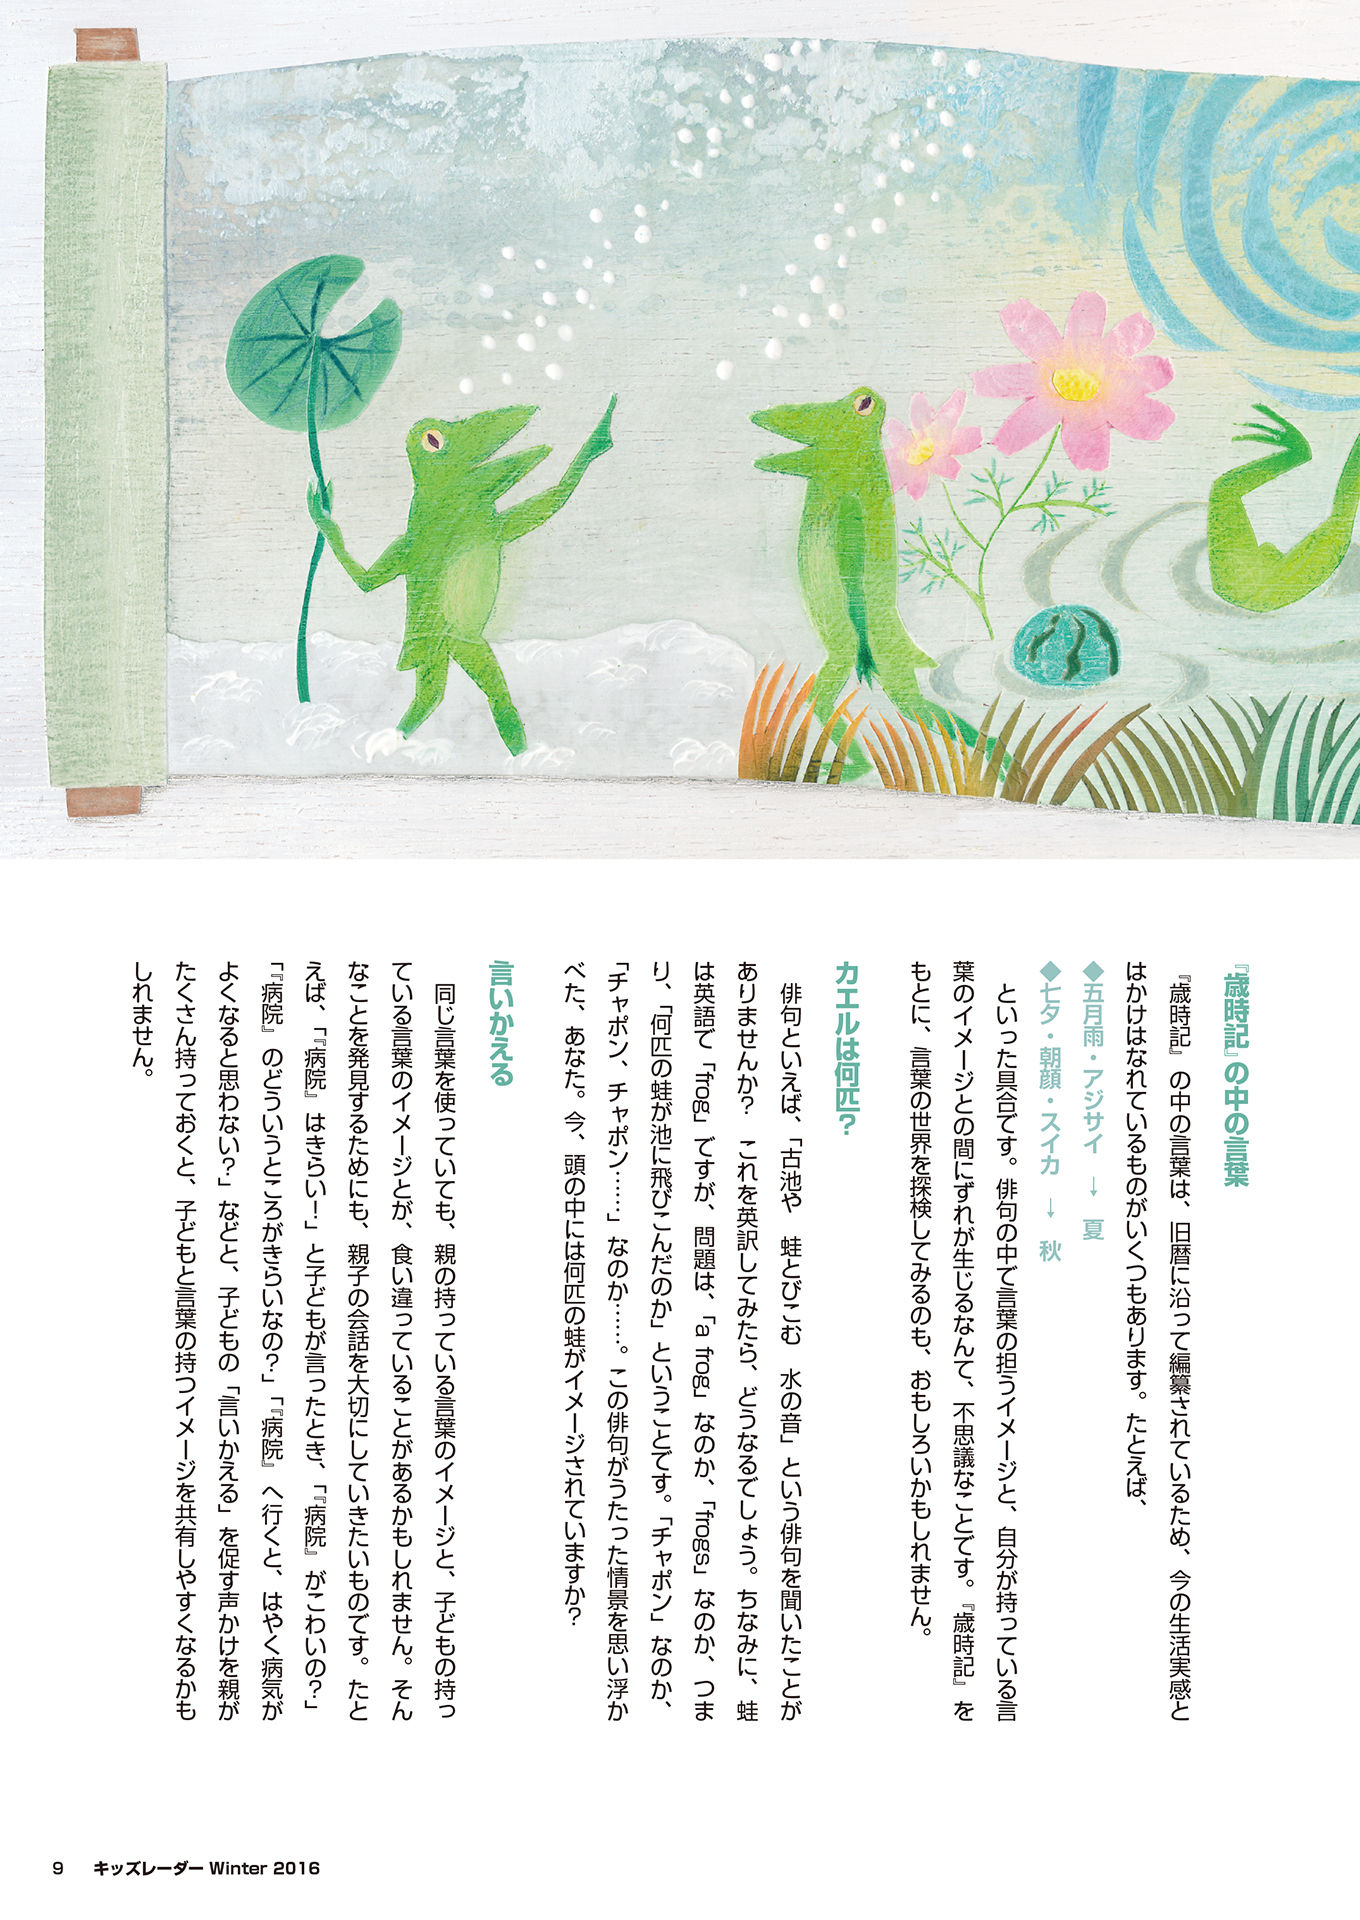 『歳時記』の中の言葉
『歳時記』の中の言葉は、旧暦に沿って編纂されているため、今の生活実感と
はかけはなれているものがいくつもあります。たとえば、
◆五月雨・アジサイ → 夏
◆七夕・朝顔・スイカ → 秋
といった具合です。俳句の中で言葉の担うイメージと、自分が持っている言
葉のイメージとの間にずれが生じるなんて、不思議なことです。『歳時記』を
もとに、言葉の世界を探検してみるのも、おもしろいかもしれません。
カエルは何匹?
俳句といえば、「古池や 蛙とびこむ 水の音」という俳句を聞いたことが
ありませんか? これを英訳してみたら、どうなるでしょう。ちなみに、蛙
は英語で「frog」ですが、問題は、「a frog」なのか、「frogs」なのか、つま
り、「何匹の蛙が池に飛びこんだのか」ということです。「チャポン」なのか、
「チャポン、チャポン……」なのか……。この俳句がうたった情景を思い浮か
べた、あなた。今、頭の中には何匹の蛙がイメージされていますか?
言いかえる
同じ言葉を使っていても、親の持っている言葉のイメージと、子どもの持っ
ている言葉のイメージとが、食い違っていることがあるかもしれません。そん
なことを発見するためにも、親子の会話を大切にしていきたいものです。たと
えば、「『病院』はきらい!」と子どもが言ったとき、「『病院』がこわいの?」
「『病院』のどういうところがきらいなの?」「『病院』へ行くと、はやく病気が
よくなると思わない?」などと、子どもの「言いかえる」を促す声かけを親が
たくさん持っておくと、子どもと言葉の持つイメージを共有しやすくなるかも
しれません。
9 キッズレーダー Winter 2016